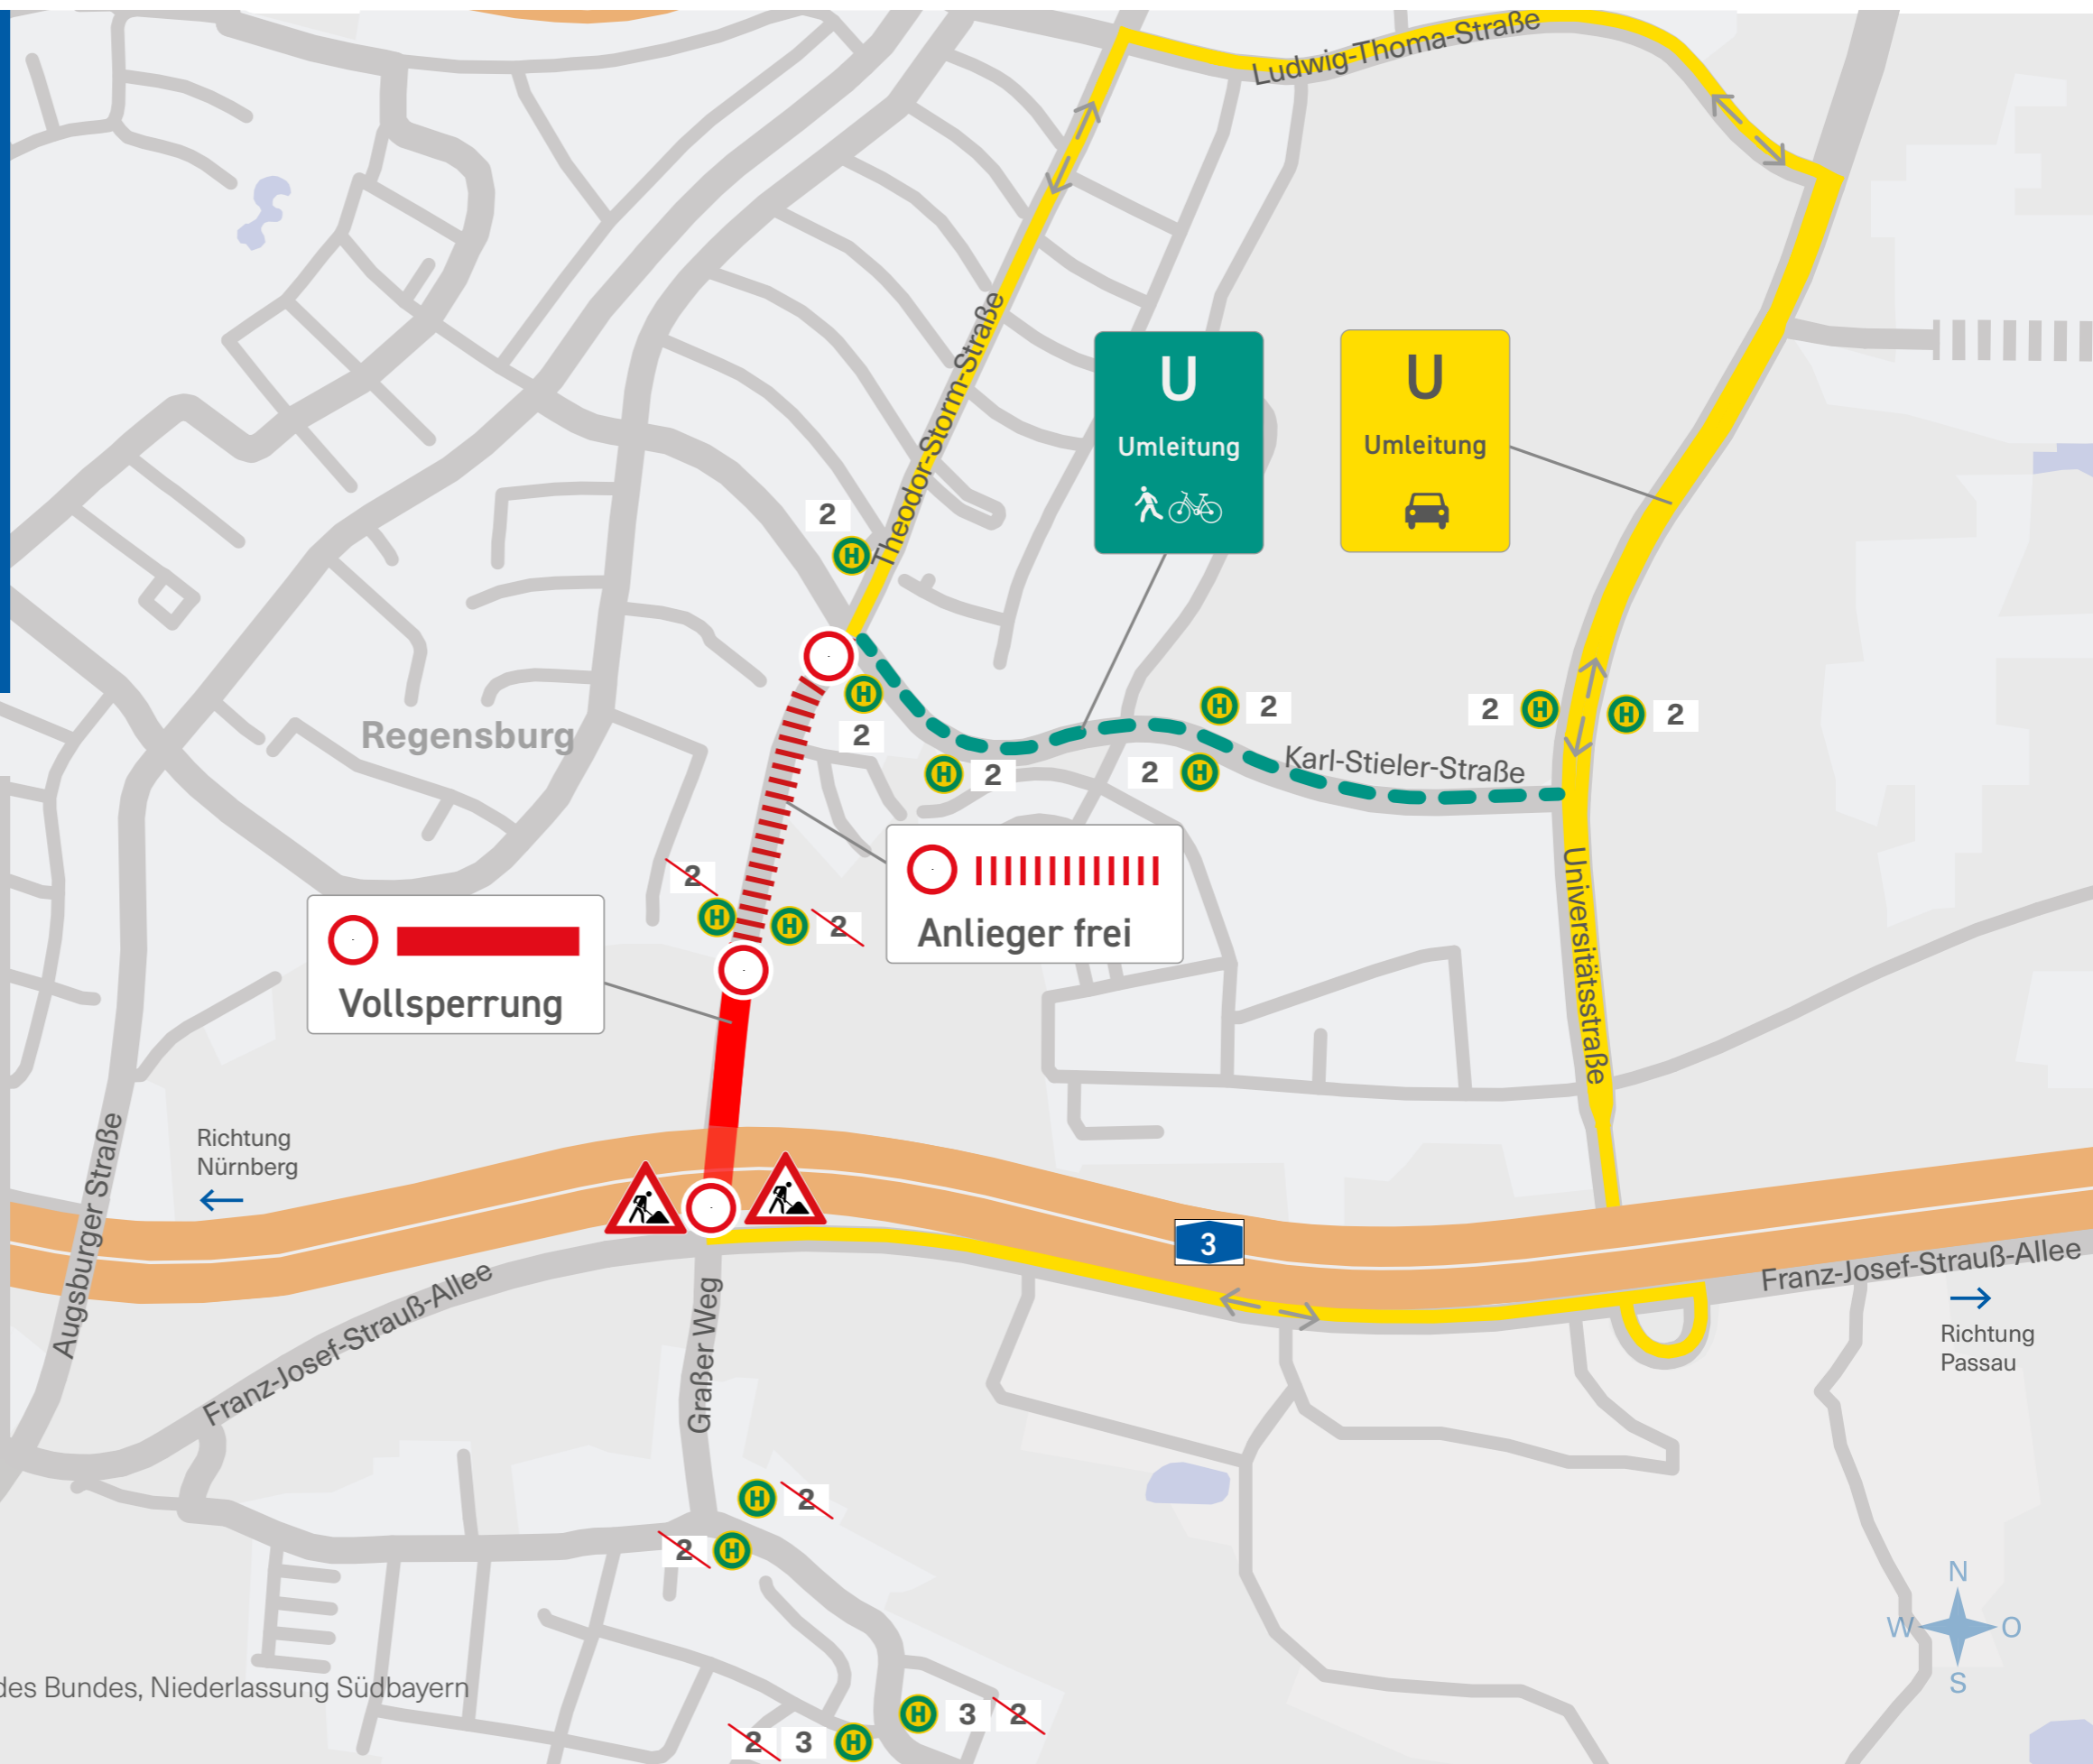 Ludwig-Thoma-Straße
Theodor-Storm-Straße
U
Umleitung
U
Umleitung
2
H
H
2
H
2
H
2
2
H
2
H
H
2
Karl-Stieler-Straße
Regensburg
Universitätsstraße
2
H
H
2
Anlieger frei
Vollsperrung
Augsburger Straße
Richtung
Nürnberg
3
Franz-Josef-Strauß-Allee
Richtung
Passau
Franz-Josef-Strauß-Allee
Graßer Weg
H
2
2
H
N
W
O
S
des Bundes, Niederlassung Südbayern
H
3
2
2
3
H